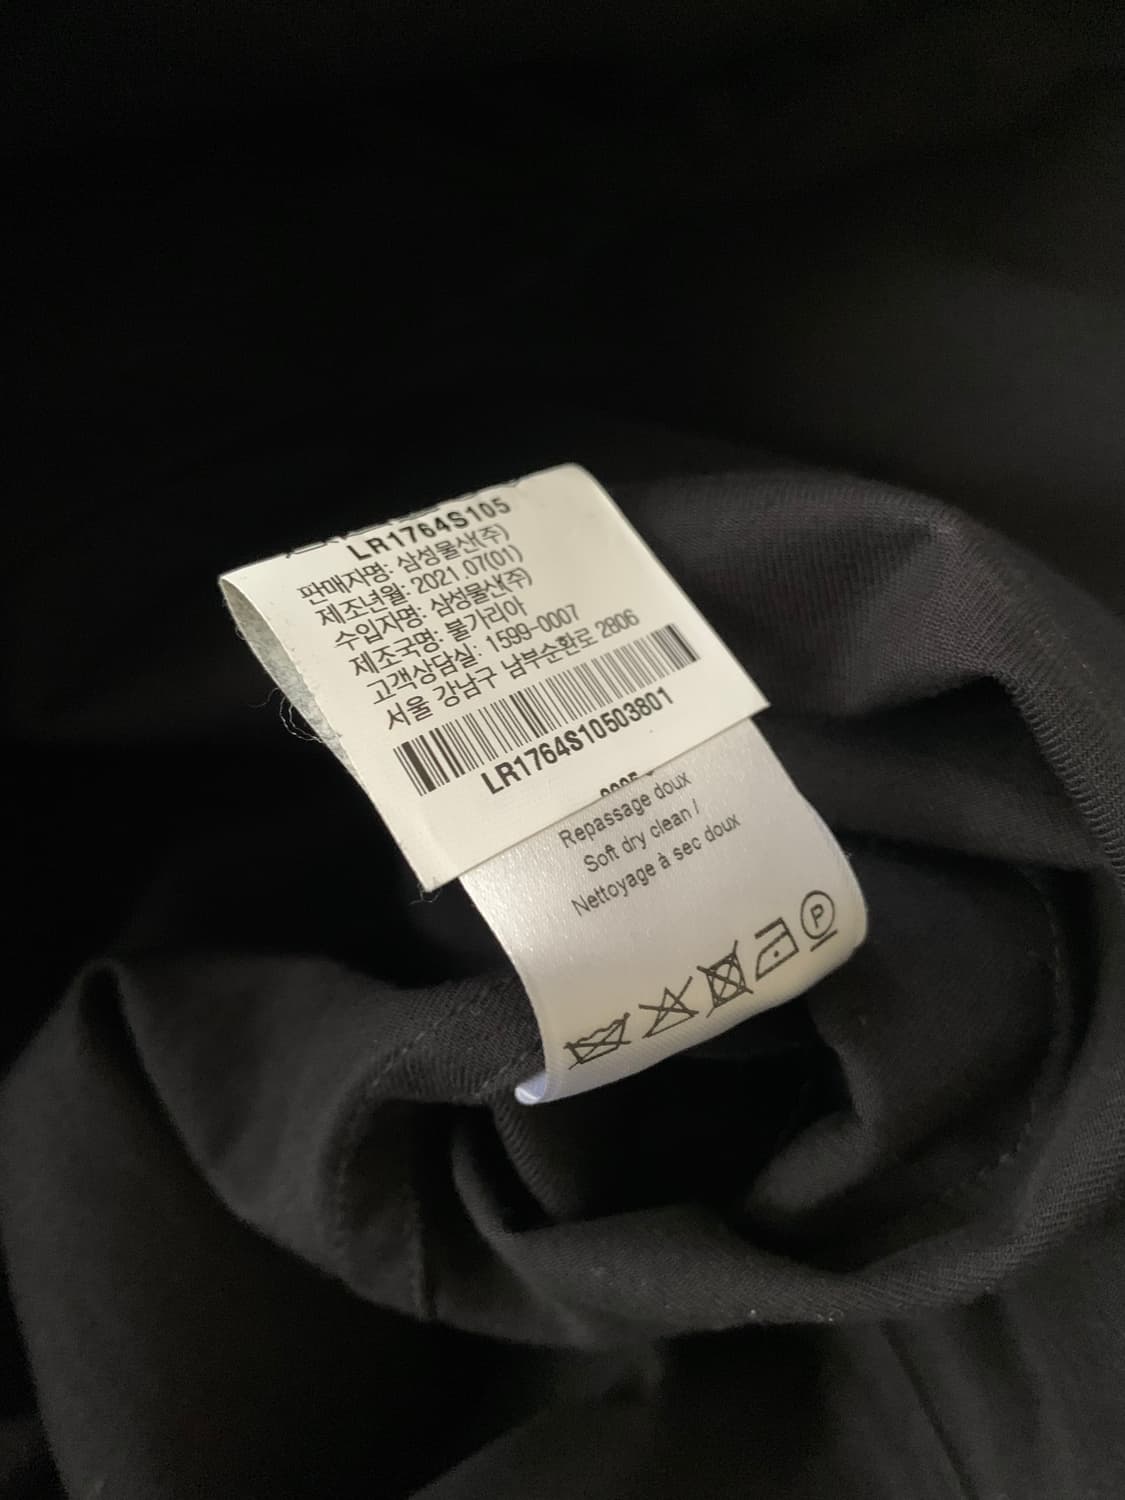 LR1764S105
판매자명: 삼성물산(주)
제조년월: 2021.07(01)
수입자명: 삼성물산(주)
제조국명: 불가리아
고객상담실: 1599-0007
서울 강남구 남부순환로 2806
LR1764S10503801
Repassage doux
Soft dry clean /
Nettoyage à sec doux
P